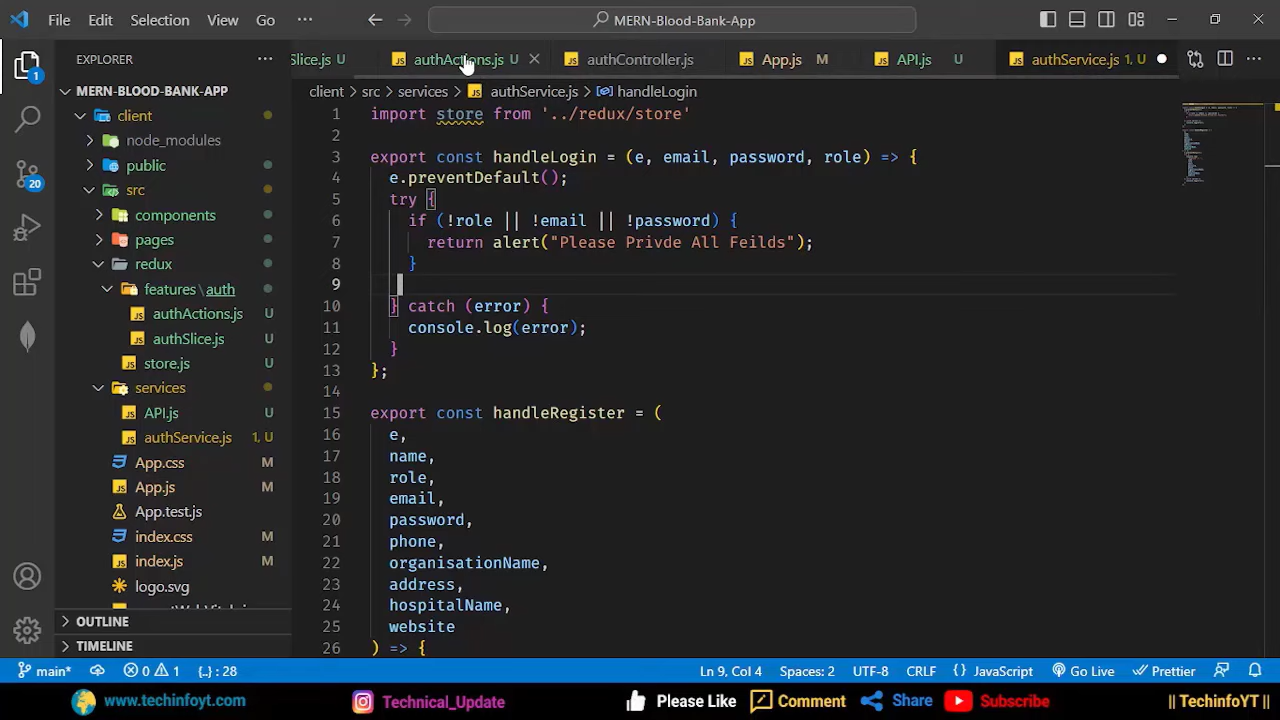 File Edit Selection View Go ··· MERN-Blood-Bank-App
EXPLORER ··· Slice.js U authActions.js U authController.js App.js M API.js U authService.js 1, U ···
client > src > services > authService.js > handleLogin
MERN-BLOOD-BANK-APP
client
node_modules
public
src
components
pages
redux
features\auth
authActions.js U
authSlice.js U
store.js U
services
API.js U
authService.js 1, U
App.css M
App.js M
App.test.js
index.css M
index.js M
logo.svg
OUTLINE
TIMELINE
1
20
1 import store from '../redux/store'
2
3 export const handleLogin = (e, email, password, role) => {
4 e.preventDefault();
5 try {
6 if (!role || !email || !password) {
7 return alert("Please Privde All Feilds");
8 }
9
10 } catch (error) {
11 console.log(error);
12 }
13 };
14
15 export const handleRegister = (
16 e,
17 name,
18 role,
19 email,
20 password,
21 phone,
22 organisationName,
23 address,
24 hospitalName,
25 website
26 ) => {
main* 0 1 {..} : 28 Ln 9, Col 4 Spaces: 2 UTF-8 CRLF {} JavaScript Go Live Prettier
www.techinfoyt.com Technical_Update Please Like Comment Share Subscribe || TechinfoYT ||